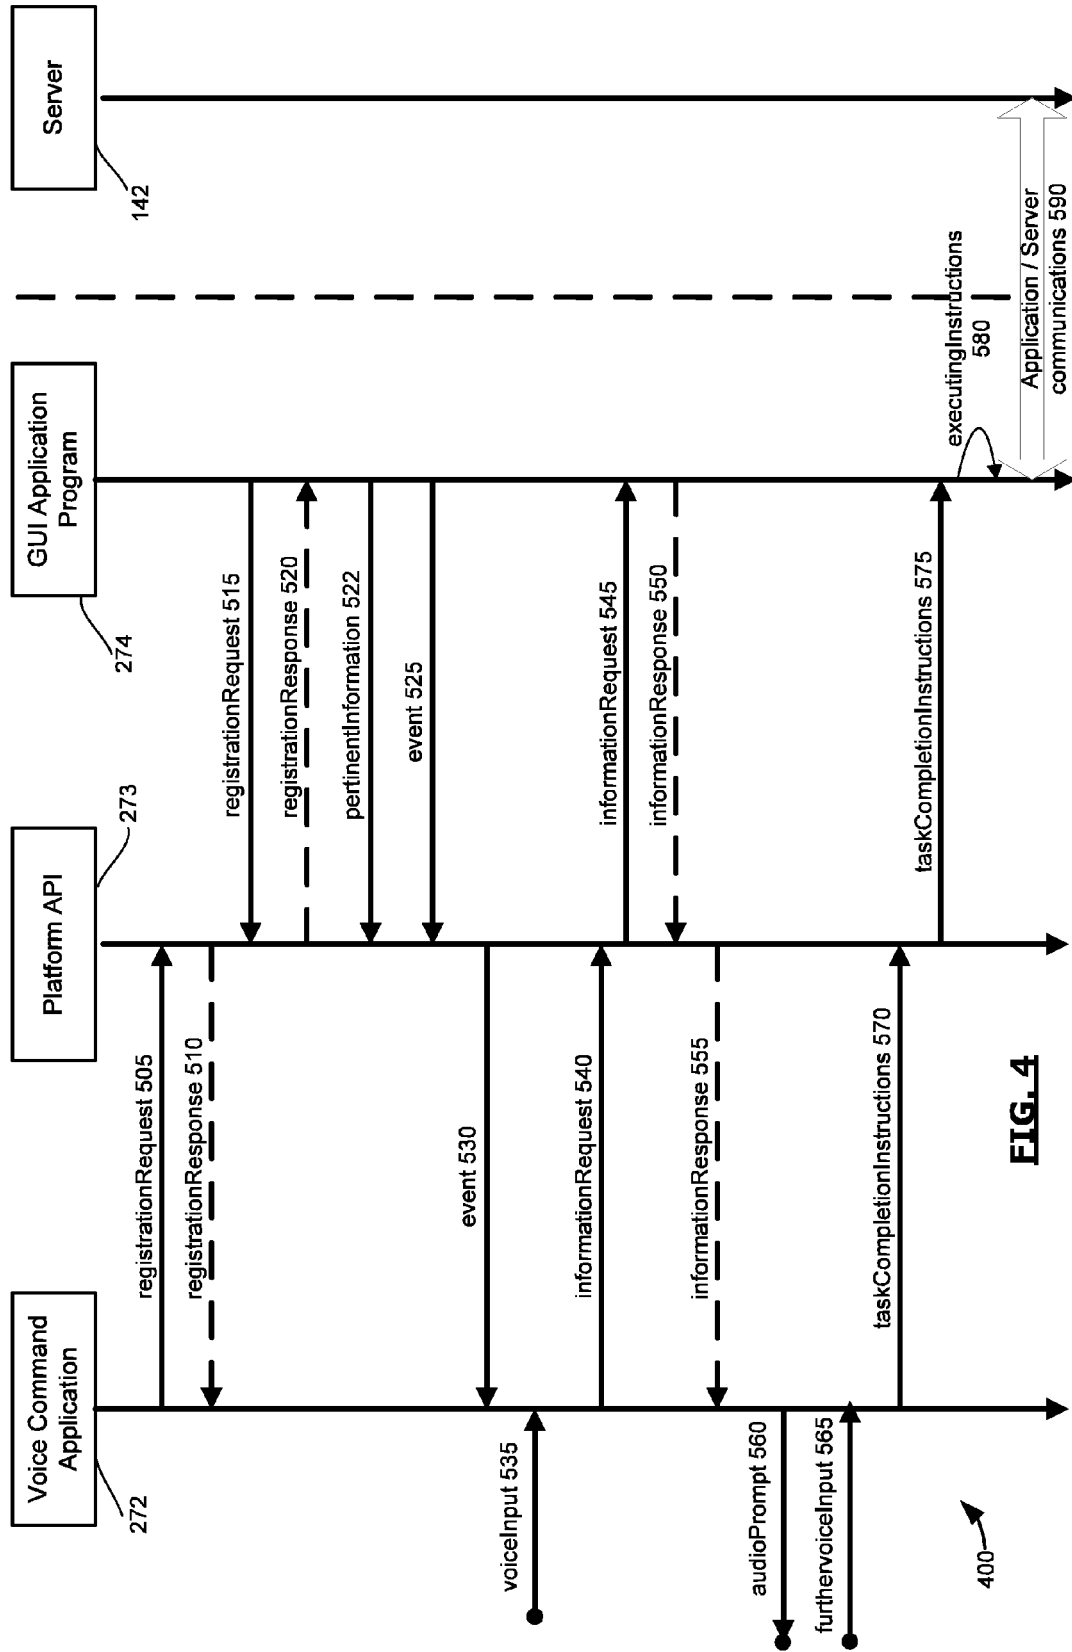 Voice Command
Application
272
Platform API
273
GUI Application
Program
274
Server
142
registrationRequest 505
registrationResponse 510
registrationRequest 515
registrationResponse 520
pertinentInformation 522
event 525
event 530
voiceInput 535
informationRequest 540
informationRequest 545
informationResponse 550
informationResponse 555
audioPrompt 560
furthervoiceInput 565
taskCompletionInstructions 570
taskCompletionInstructions 575
executingInstructions
580
Application / Server
communications 590
400
FIG. 4